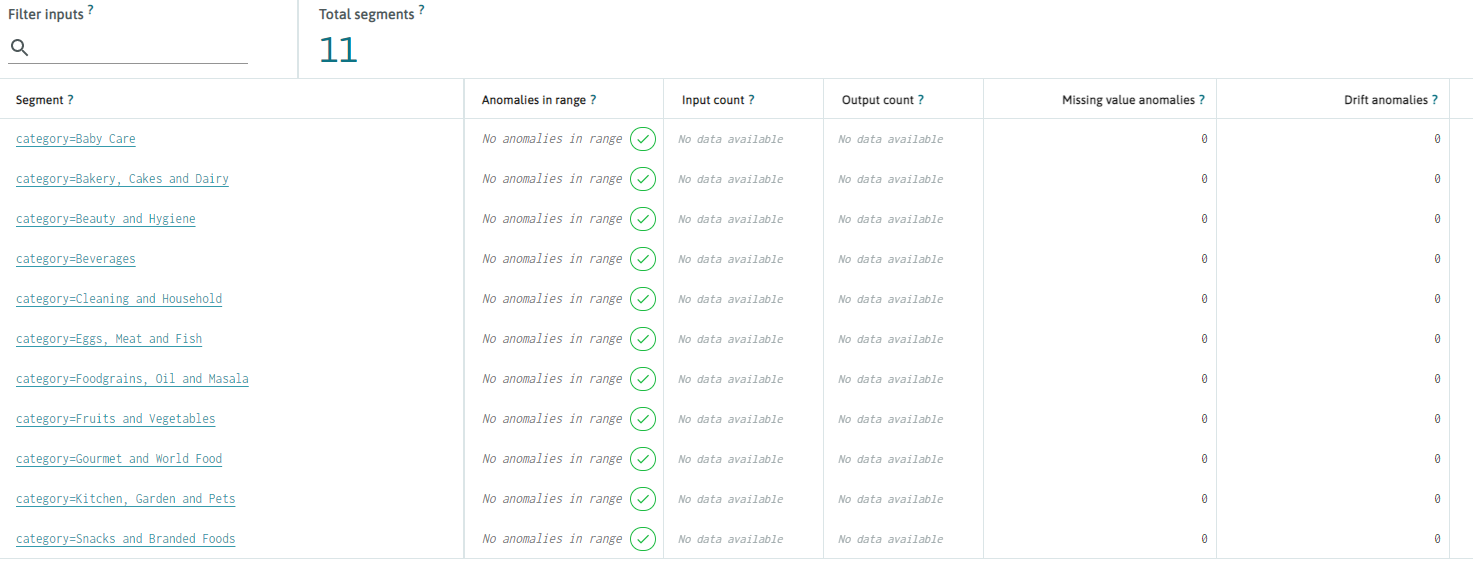 Filter inputs ? Total segments ?
11
Segment ? Anomalies in range ? Input count ? Output count ? Missing value anomalies ? Drift anomalies ?
category=Baby Care No anomalies in range No data available No data available 0 0
category=Bakery, Cakes and Dairy No anomalies in range No data available No data available 0 0
category=Beauty and Hygiene No anomalies in range No data available No data available 0 0
category=Beverages No anomalies in range No data available No data available 0 0
category=Cleaning and Household No anomalies in range No data available No data available 0 0
category=Eggs, Meat and Fish No anomalies in range No data available No data available 0 0
category=Foodgrains, Oil and Masala No anomalies in range No data available No data available 0 0
category=Fruits and Vegetables No anomalies in range No data available No data available 0 0
category=Gourmet and World Food No anomalies in range No data available No data available 0 0
category=Kitchen, Garden and Pets No anomalies in range No data available No data available 0 0
category=Snacks and Branded Foods No anomalies in range No data available No data available 0 0